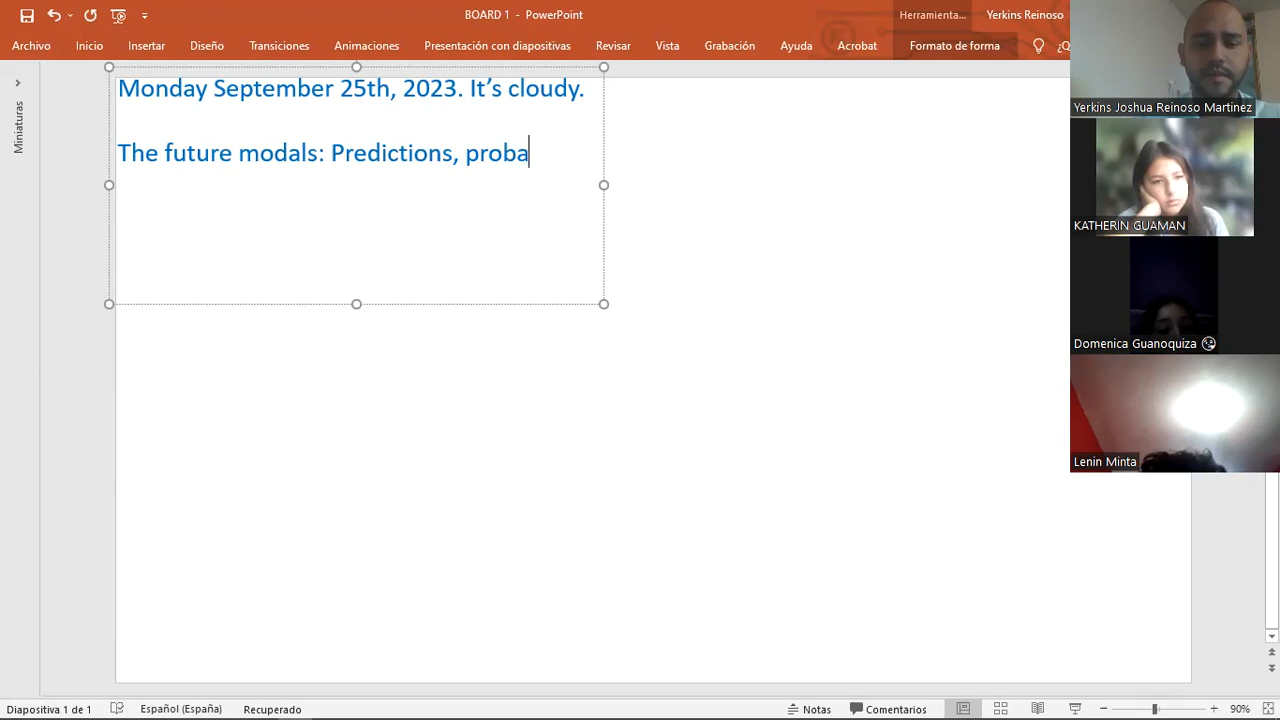 BOARD 1 - PowerPoint
Herramienta...
Yerkins Reinoso
Archivo
Inicio
Insertar
Diseño
Transiciones
Animaciones
Presentación con diapositivas
Revisar
Vista
Grabación
Ayuda
Acrobat
Formato de forma
¿Q
Miniaturas
Monday September 25th, 2023. It's cloudy.
The future modals: Predictions, proba
Yerkins Joshua Reinoso Martínez
KATHERIN GUAMAN
Domenica Guanoquiza 😘
Lenin Minta
Diapositiva 1 de 1
Español (España)
Recuperado
Notas
Comentarios
90%